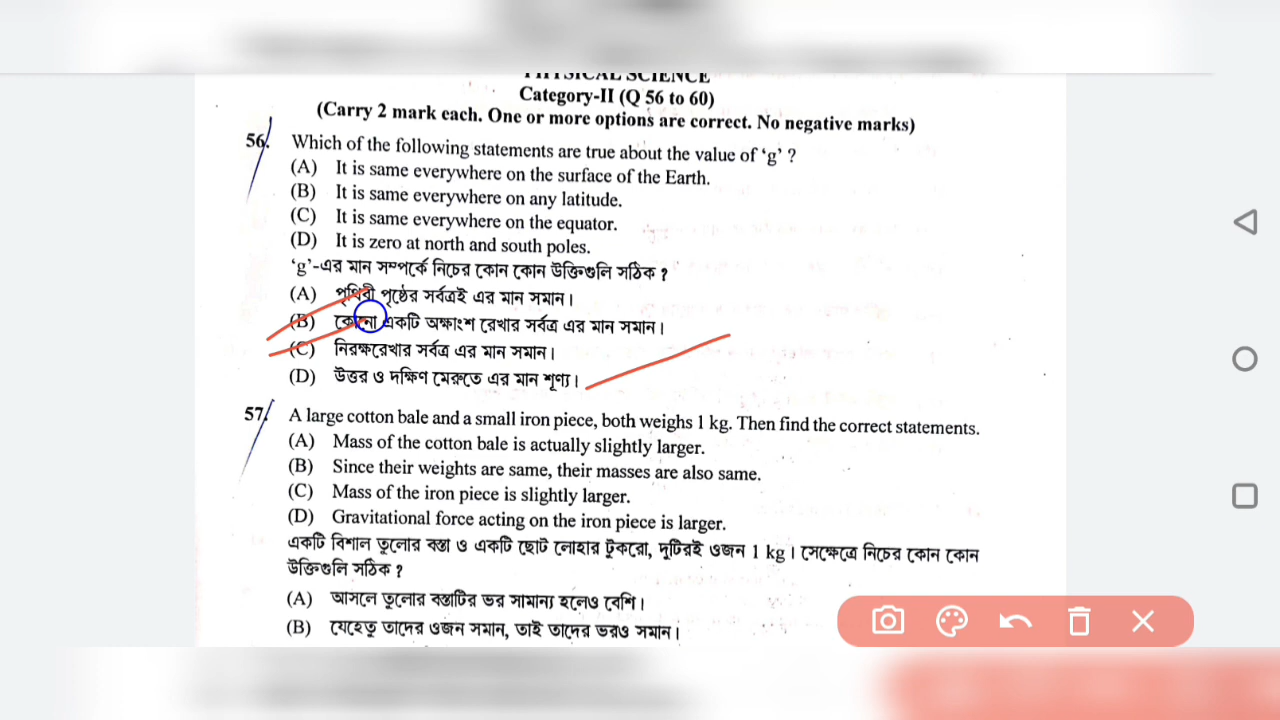 PHYSICAL SCIENCE
Category-II (Q 56 to 60)
(Carry 2 mark each. One or more options are correct. No negative marks)
56. Which of the following statements are true about the value of ‘g’ ?
(A) It is same everywhere on the surface of the Earth.
(B) It is same everywhere on any latitude.
(C) It is same everywhere on the equator.
(D) It is zero at north and south poles.
‘g’-এর মান সম্পর্কে নিচের কোন কোন উক্তিগুলি সঠিক ?
(A) পৃথিবী পৃষ্ঠের সর্বত্রই এর মান সমান।
(B) কোনো একটি অক্ষাংশ রেখার সর্বত্র এর মান সমান।
(C) নিরক্ষরেখার সর্বত্র এর মান সমান।
(D) উত্তর ও দক্ষিণ মেরুতে এর মান শূণ্য।
57. A large cotton bale and a small iron piece, both weighs 1 kg. Then find the correct statements.
(A) Mass of the cotton bale is actually slightly larger.
(B) Since their weights are same, their masses are also same.
(C) Mass of the iron piece is slightly larger.
(D) Gravitational force acting on the iron piece is larger.
একটি বিশাল তুলোর বস্তা ও একটি ছোট লোহার টুকরো, দুটিরই ওজন 1 kg। সেক্ষেত্রে নিচের কোন কোন
উক্তিগুলি সঠিক ?
(A) আসলে তুলোর বস্তাটির ভর সামান্য হলেও বেশি।
(B) যেহেতু তাদের ওজন সমান, তাই তাদের ভরও সমান।